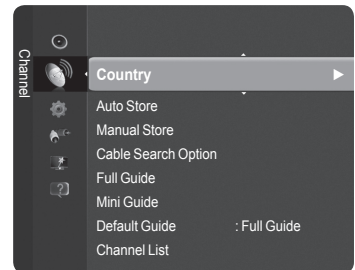 Channel
Country
Auto Store
Manual Store
Cable Search Option
Full Guide
Mini Guide
Default Guide : Full Guide
Channel List